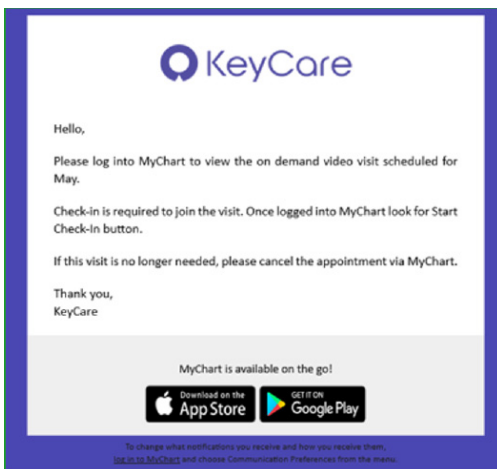 KeyCare
Hello,
Please log into MyChart to view the on demand video visit scheduled for
May.
Check-in is required to join the visit. Once logged into MyChart look for Start
Check-In button.
If this visit is no longer needed, please cancel the appointment via MyChart.
Thank you,
KeyCare
MyChart is available on the go!
Download on the
App Store
GET IT ON
Google Play
To change what notifications you receive and how you receive them,
log in to MyChart and choose Communication Preferences from the menu.